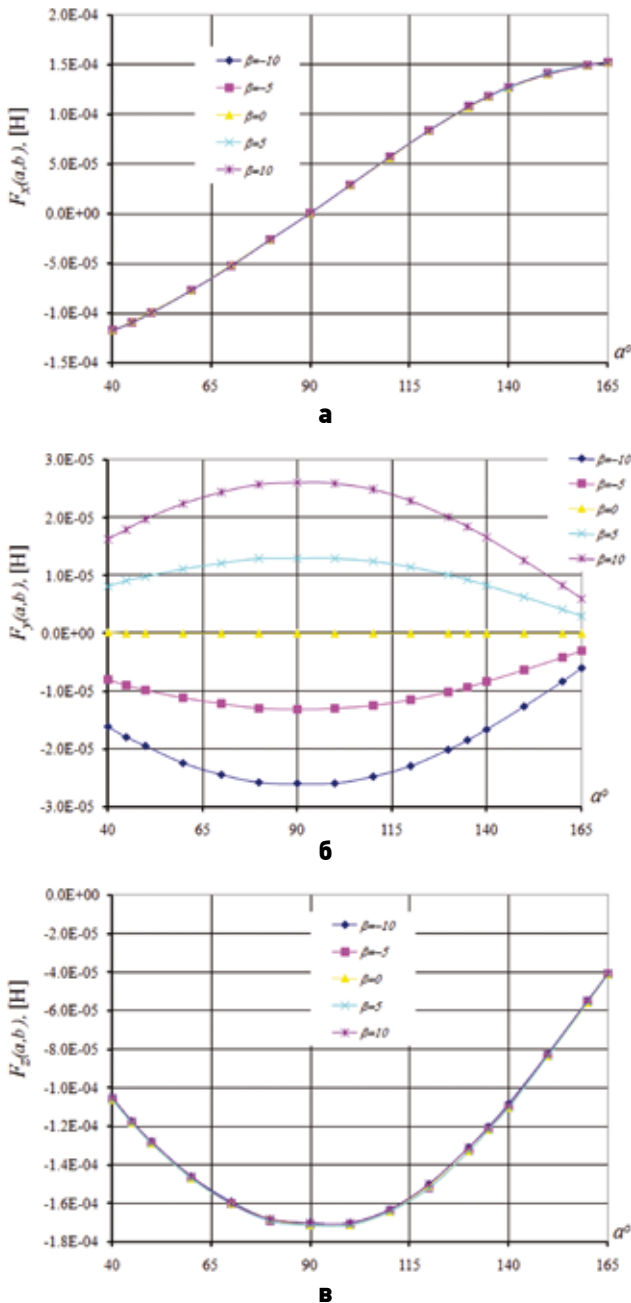 2.0E-04
1.5E-04
1.0E-04
5.0E-05
0.0E+00
-5.0E-05
-1.0E-04
-1.5E-04
Fx(a,b), [H]
β=-10
β=-5
β=0
β=5
β=10
αº
40 65 90 115 140 165
а
3.0E-05
2.0E-05
1.0E-05
0.0E+00
-1.0E-05
-2.0E-05
-3.0E-05
Fy(a,b), [H]
β=-10
β=-5
β=0
β=5
β=10
αº
40 65 90 115 140 165
б
0.0E+00
-2.0E-05
-4.0E-05
-6.0E-05
-8.0E-05
-1.0E-04
-1.2E-04
-1.4E-04
-1.6E-04
-1.8E-04
Fz(a,b), [H]
β=-10
β=-5
β=0
β=5
β=10
αº
40 65 90 115 140 165
в